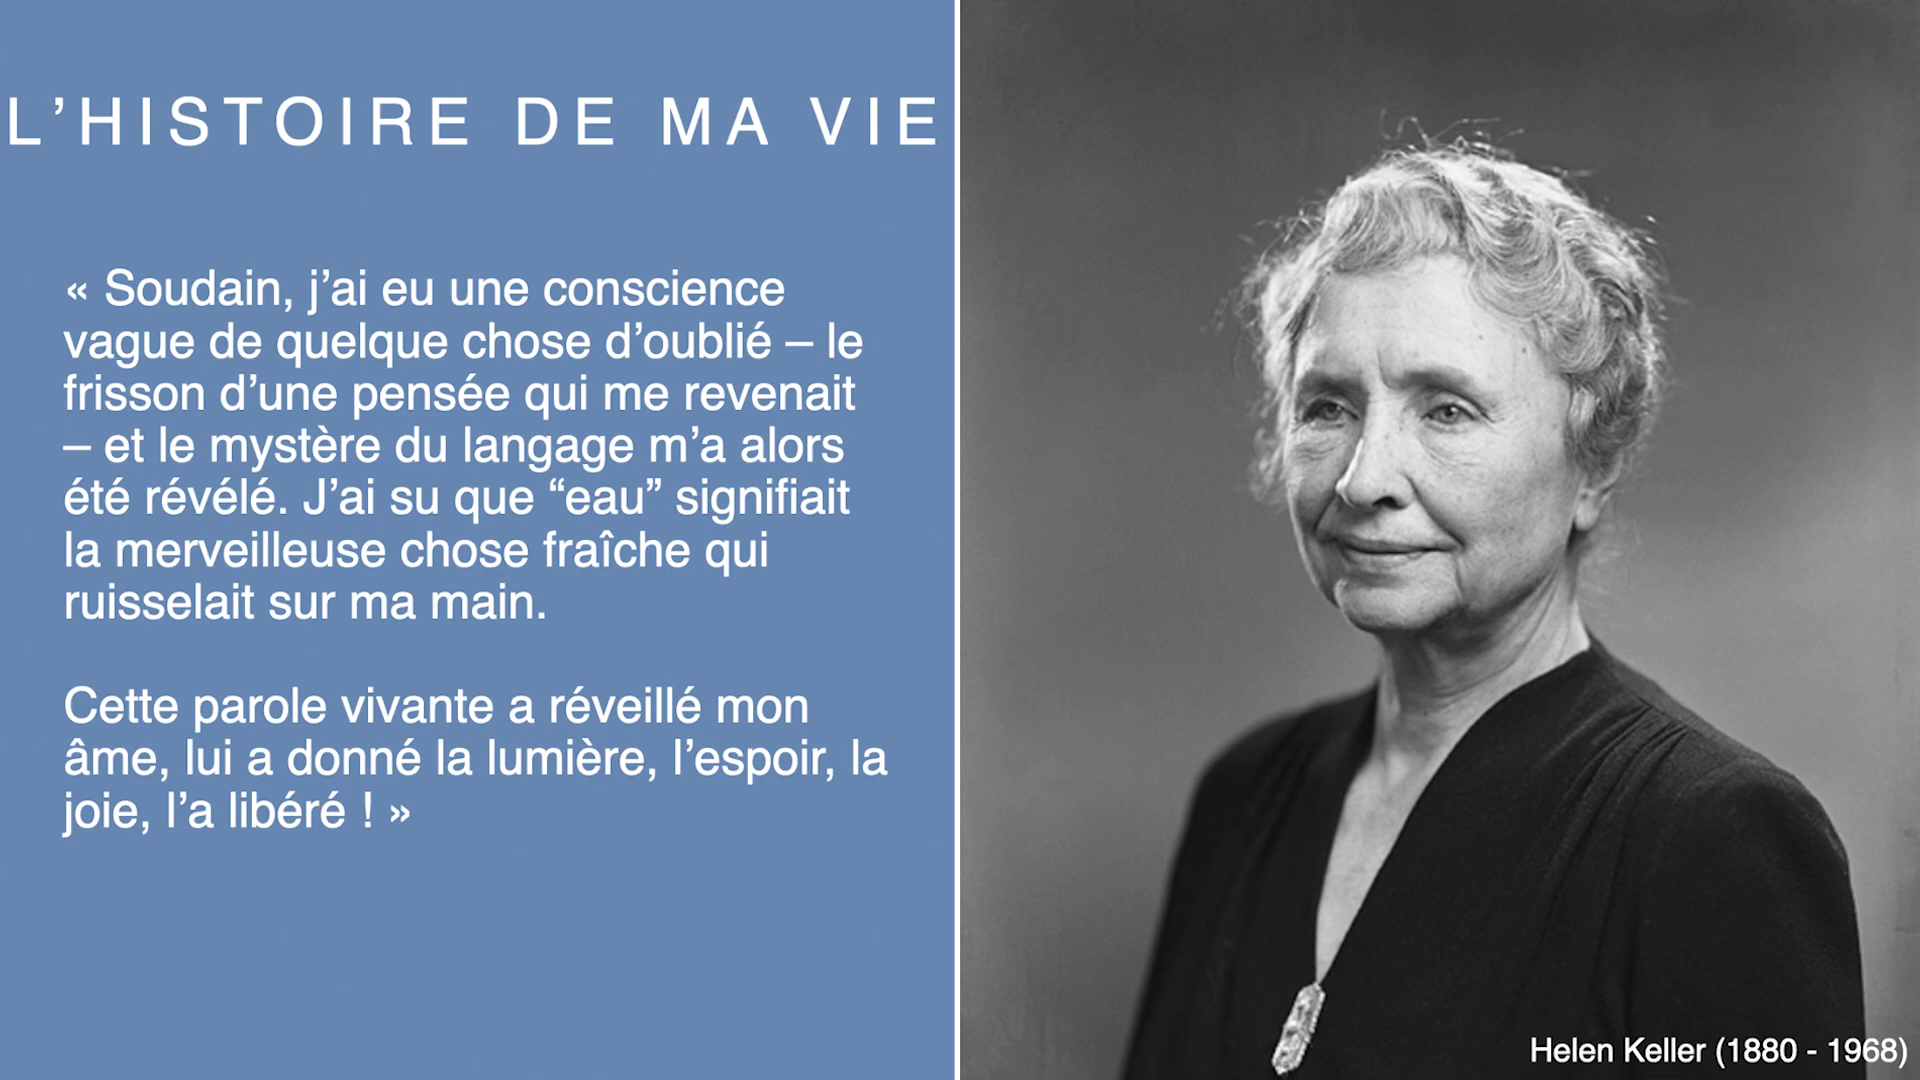 L’HISTOIRE DE MA VIE
« Soudain, j’ai eu une conscience
vague de quelque chose d’oublié – le
frisson d’une pensée qui me revenait
– et le mystère du langage m’a alors
été révélé. J’ai su que “eau” signifiait
la merveilleuse chose fraîche qui
ruisselait sur ma main.
Cette parole vivante a réveillé mon
âme, lui a donné la lumière, l’espoir, la
joie, l’a libéré ! »
Helen Keller (1880 - 1968)